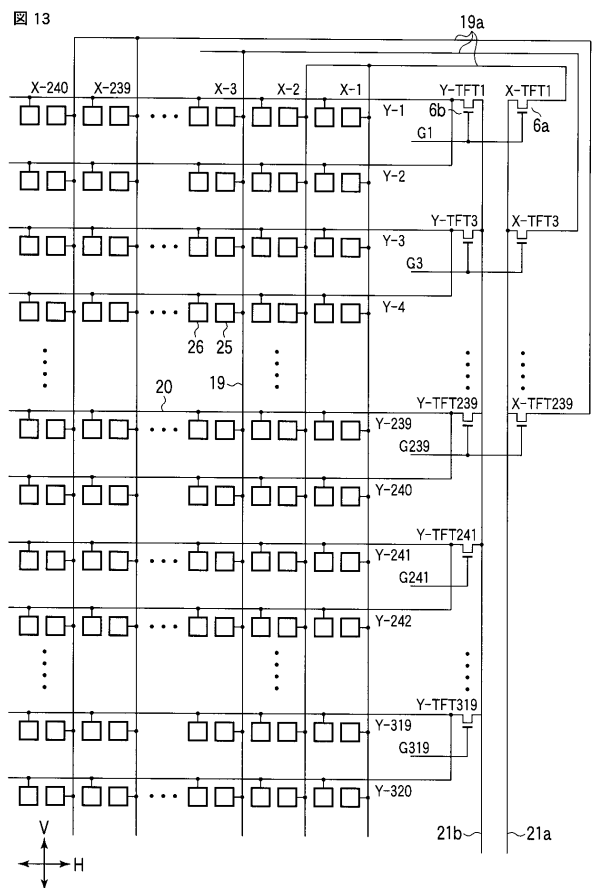 図 13
19a
X-240 X-239 X-3 X-2 X-1 Y-TFT1 X-TFT1
Y-1 6b 6a
G1
Y-2
Y-TFT3 X-TFT3
Y-3
G3
Y-4
26 25
19
20
Y-TFT239 X-TFT239
Y-239
G239
Y-240
Y-TFT241
Y-241
G241
Y-242
Y-TFT319
Y-319
G319
Y-320
V
H
21b 21a